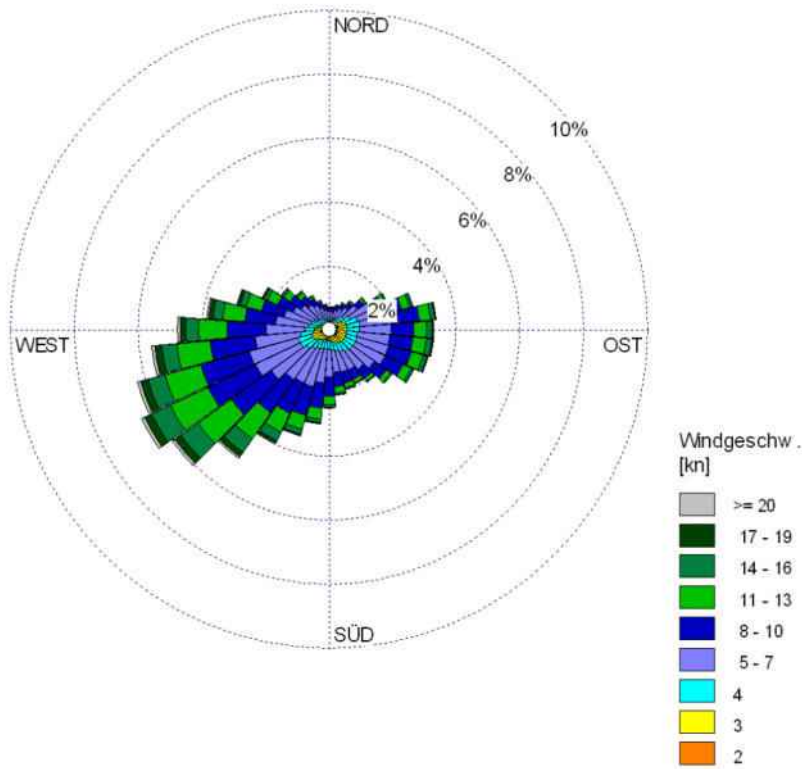 NORD
10%
8%
6%
4%
2%
WEST
OST
SÜD
Windgeschw .
[kn]
>= 20
17 - 19
14 - 16
11 - 13
8 - 10
5 - 7
4
3
2